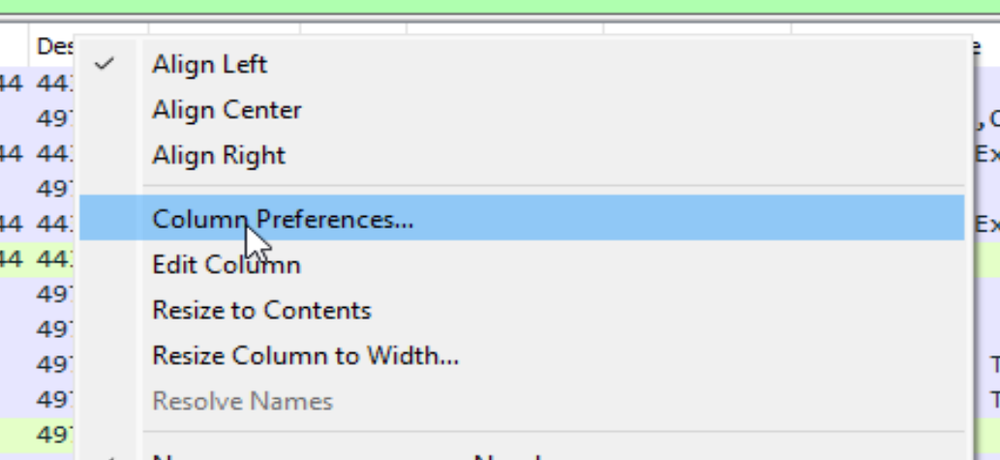 Des
Align Left
44 44
Align Center
49
Align Right
44 44
Ex
49
Column Preferences...
44 44
Ex
Edit Column
44 44
49
Resize to Contents
49
Resize Column to Width...
49
T
Resolve Names
49
T
49